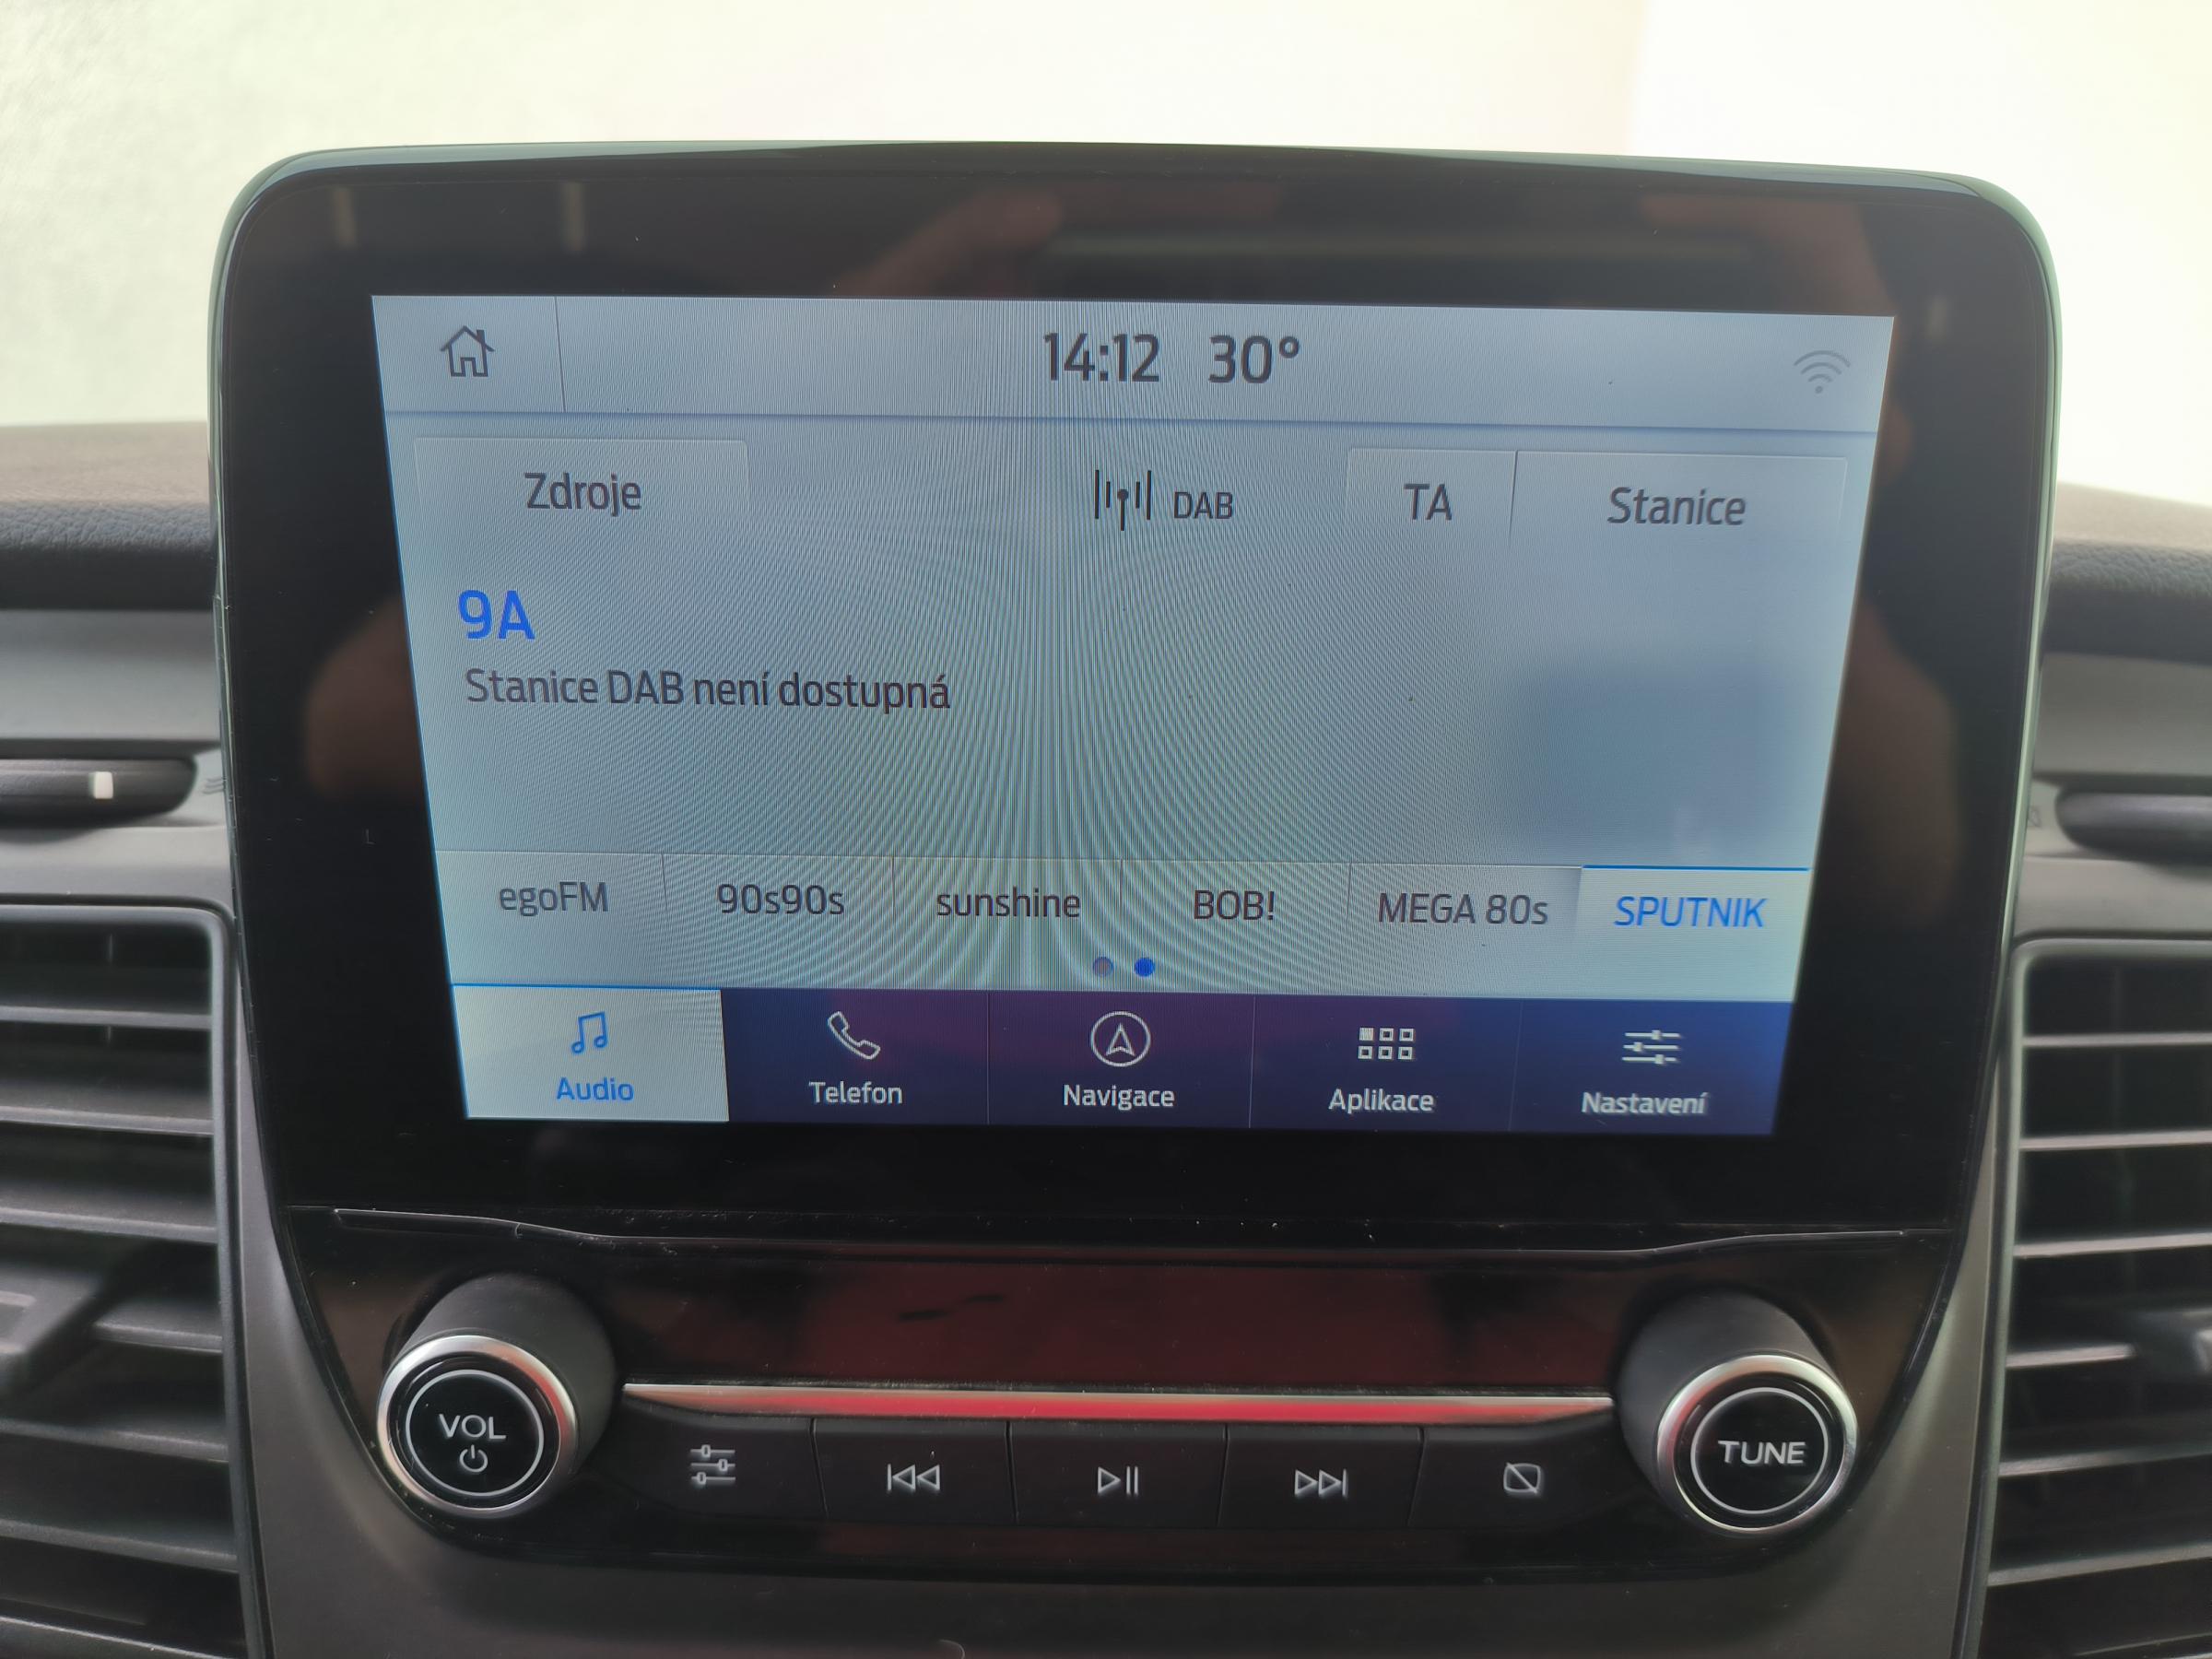 14:12 30°
Zdroje DAB TA Stanice
9A
Stanice DAB není dostupná
egoFM 90s90s sunshine BOB! MEGA 80s SPUTNIK
Audio Telefon Navigace Aplikace Nastavení
VOL TUNE